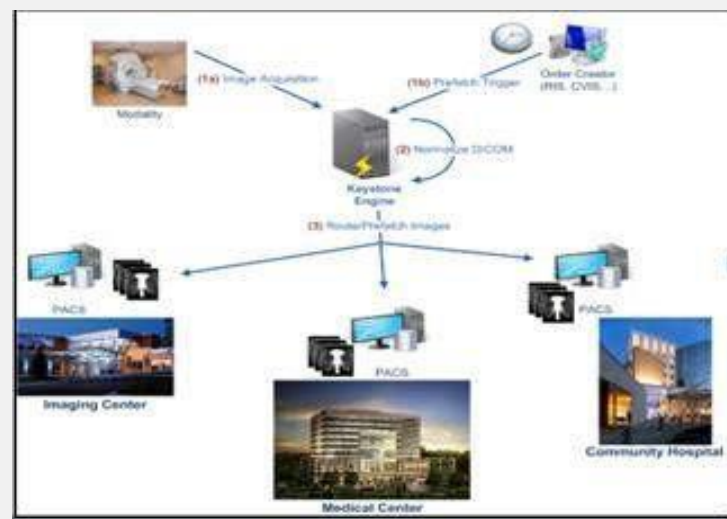 (1a) Image Acquisition
(1b) Prefetch Trigger
Modality
Order Creator
(RIS, CVIS...)
(2) Normalize DICOM
Keystone
Engine
(3) Route/Prefetch Images
PACS
PACS
PACS
Imaging Center
Community Hospital
Medical Center